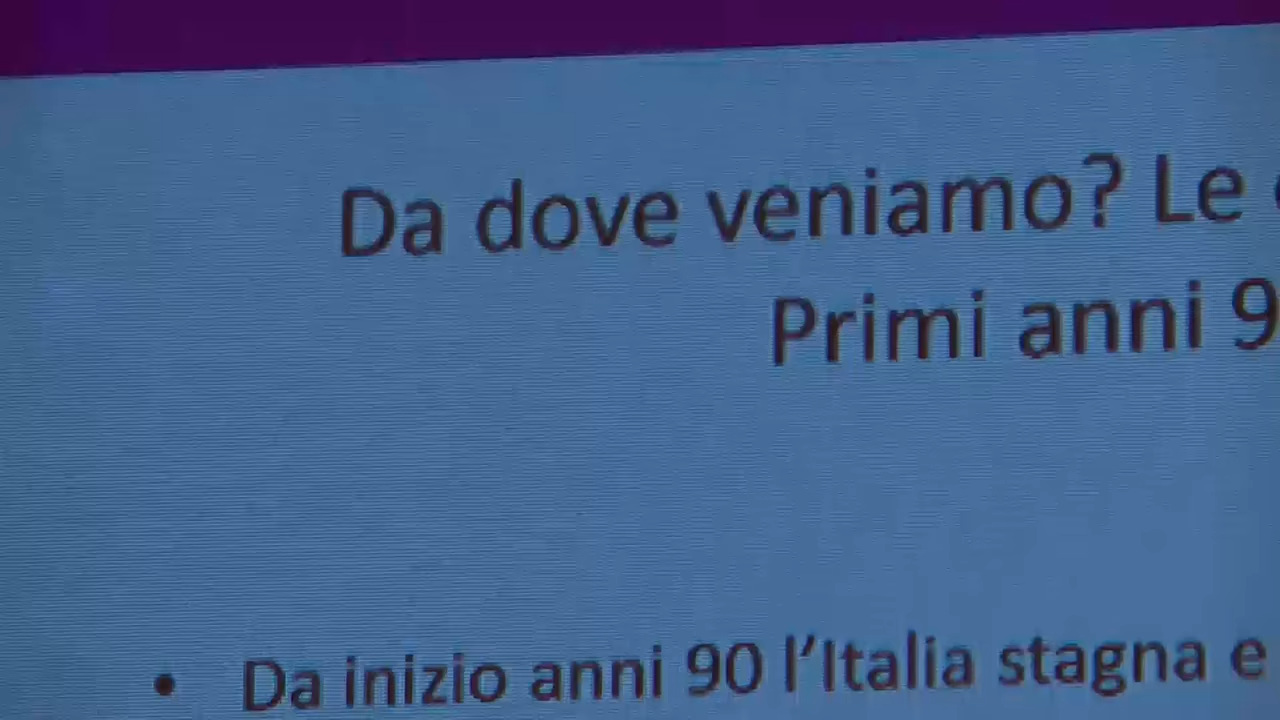 Da dove veniamo? Le
Primi anni 9
• Da inizio anni 90 l'Italia stagna e